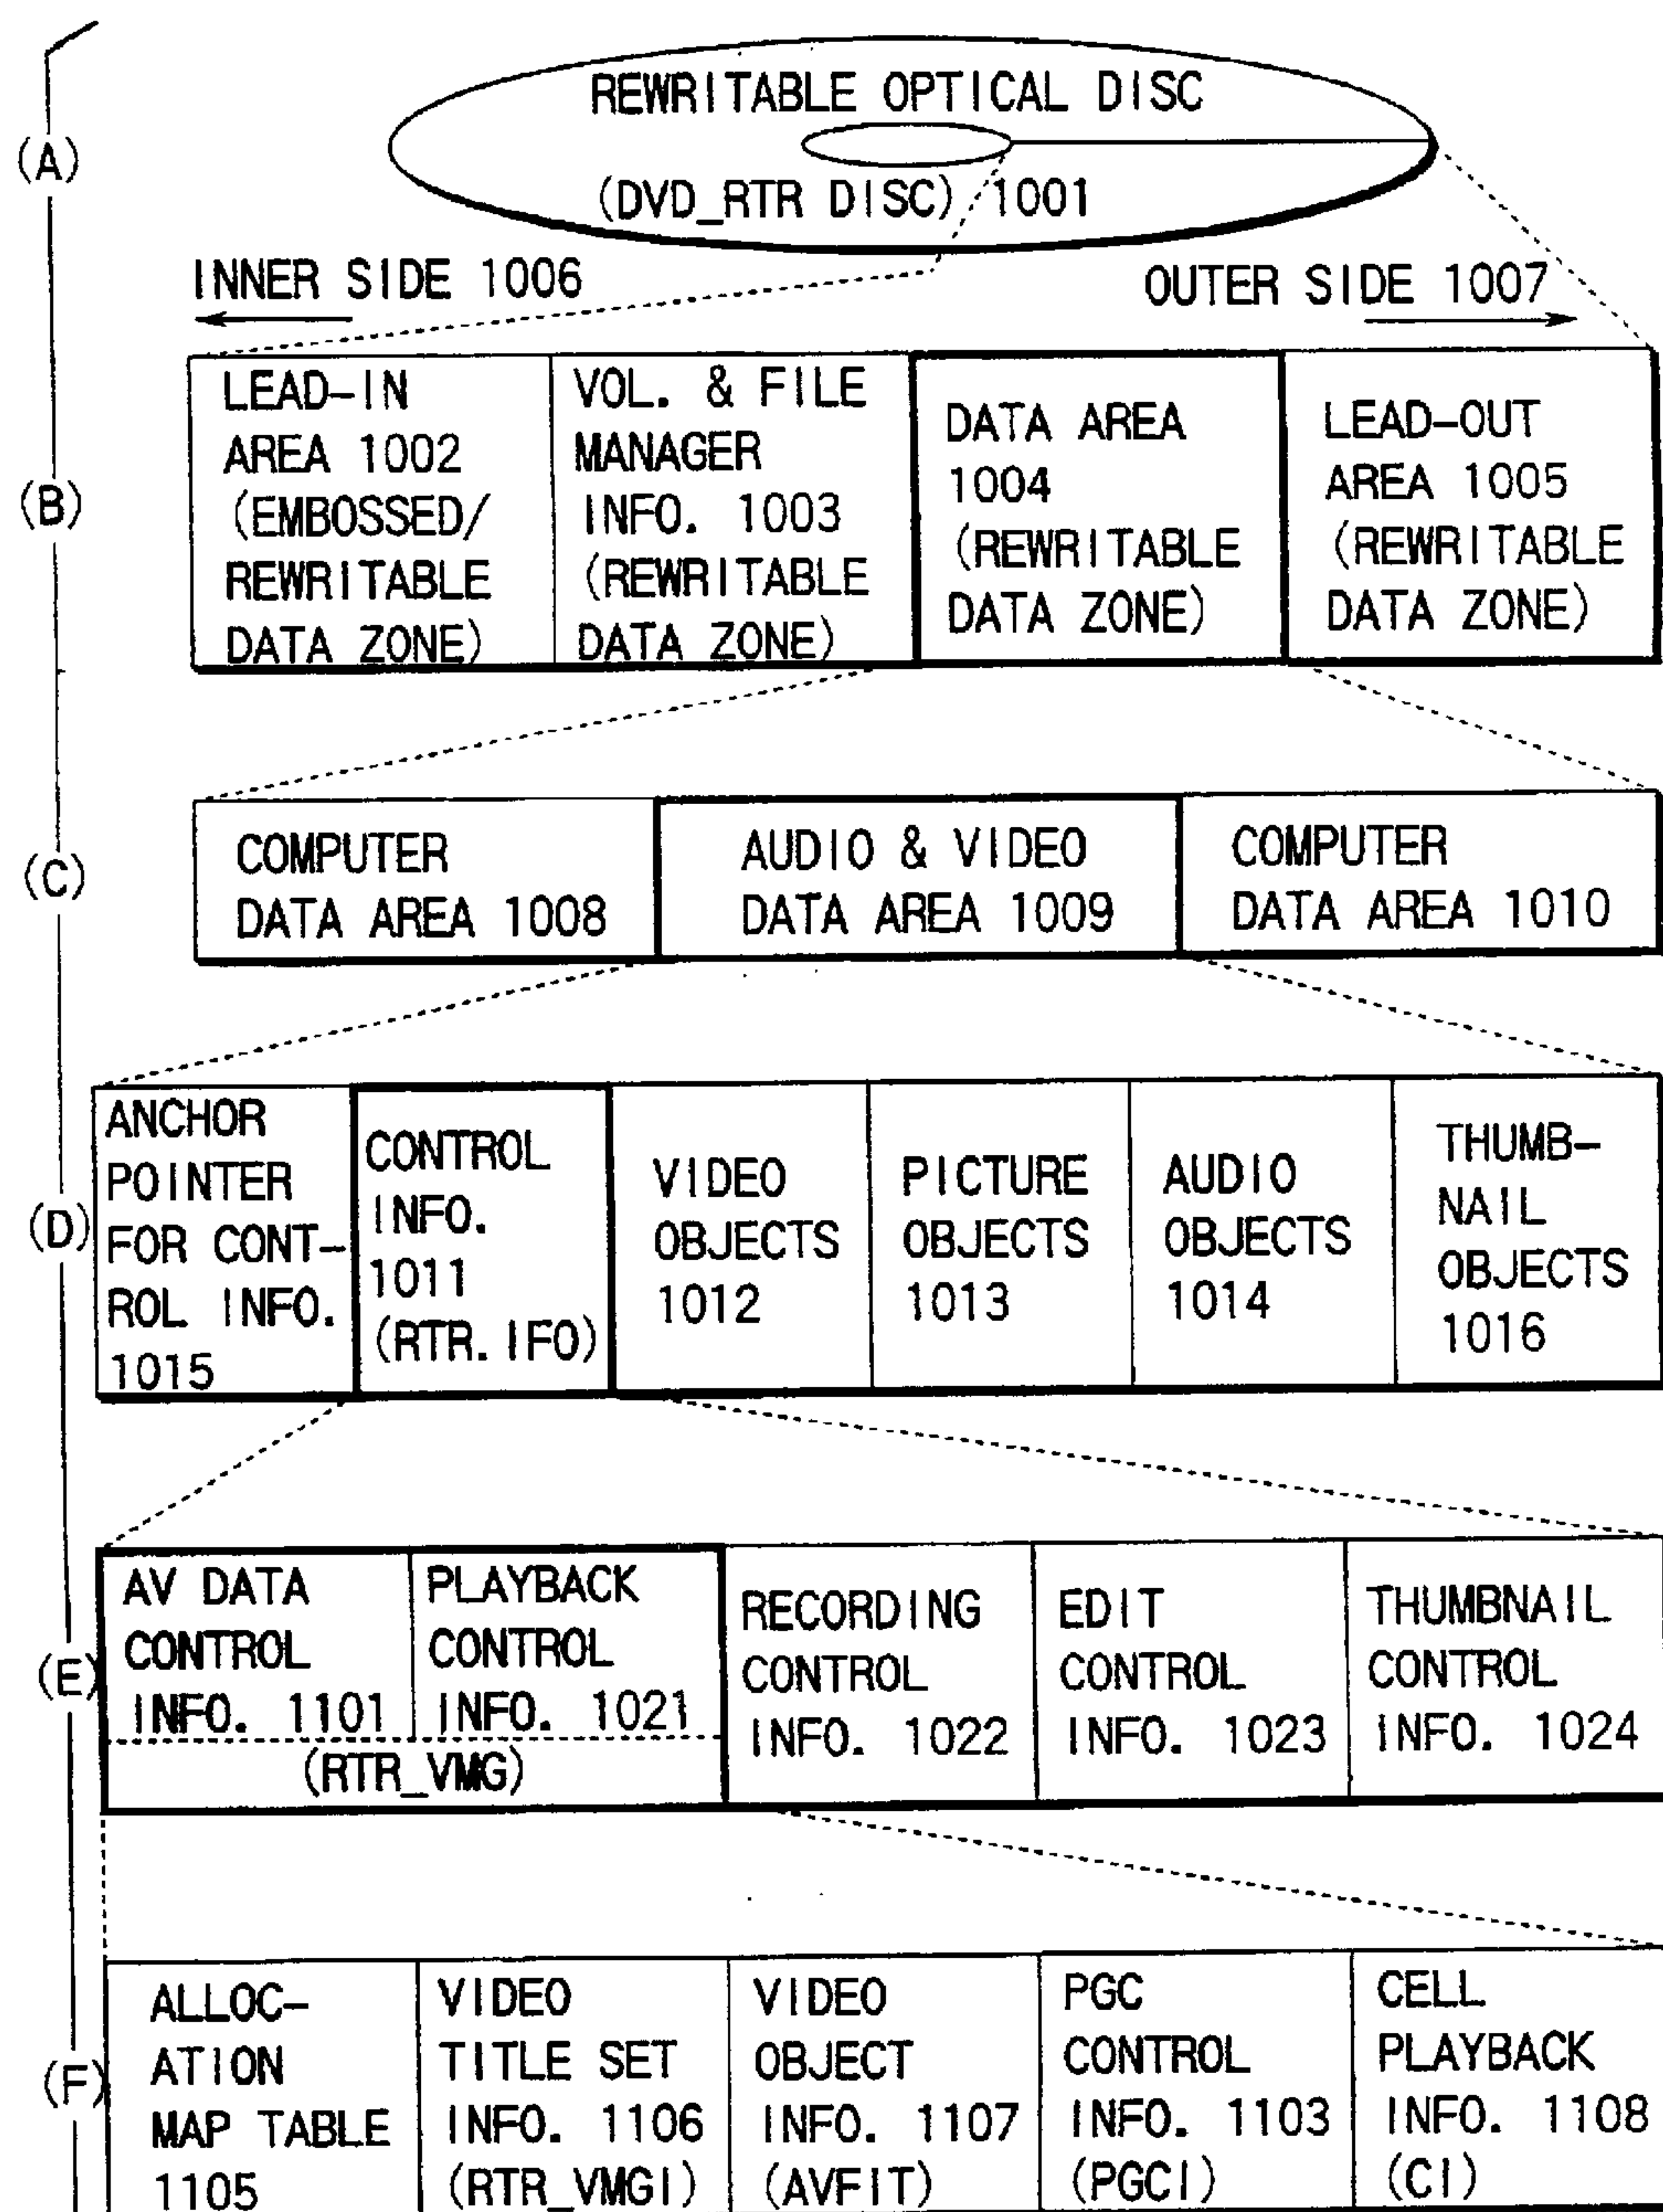 (A)
REWRITABLE OPTICAL DISC
(DVD_RTR DISC) 1001
INNER SIDE 1006
OUTER SIDE 1007
(B)
LEAD-IN
AREA 1002
(EMBOSSED/
REWRITABLE
DATA ZONE)
VOL. & FILE
MANAGER
INFO. 1003
(REWRITABLE
DATA ZONE)
DATA AREA
1004
(REWRITABLE
DATA ZONE)
LEAD-OUT
AREA 1005
(REWRITABLE
DATA ZONE)
(C)
COMPUTER
DATA AREA 1008
AUDIO & VIDEO
DATA AREA 1009
COMPUTER
DATA AREA 1010
(D)
ANCHOR
POINTER
FOR CONT-
ROL INFO.
1015
CONTROL
INFO.
1011
(RTR.IFO)
VIDEO
OBJECTS
1012
PICTURE
OBJECTS
1013
AUDIO
OBJECTS
1014
THUMB-
NAIL
OBJECTS
1016
(E)
AV DATA
CONTROL
INFO. 1101
PLAYBACK
CONTROL
INFO. 1021
(RTR_VMG)
RECORDING
CONTROL
INFO. 1022
EDIT
CONTROL
INFO. 1023
THUMBNAIL
CONTROL
INFO. 1024
(F)
ALLOC-
ATION
MAP TABLE
1105
VIDEO
TITLE SET
INFO. 1106
(RTR_VMGI)
VIDEO
OBJECT
INFO. 1107
(AVFIT)
PGC
CONTROL
INFO. 1103
(PGCI)
CELL
PLAYBACK
INFO. 1108
(CI)